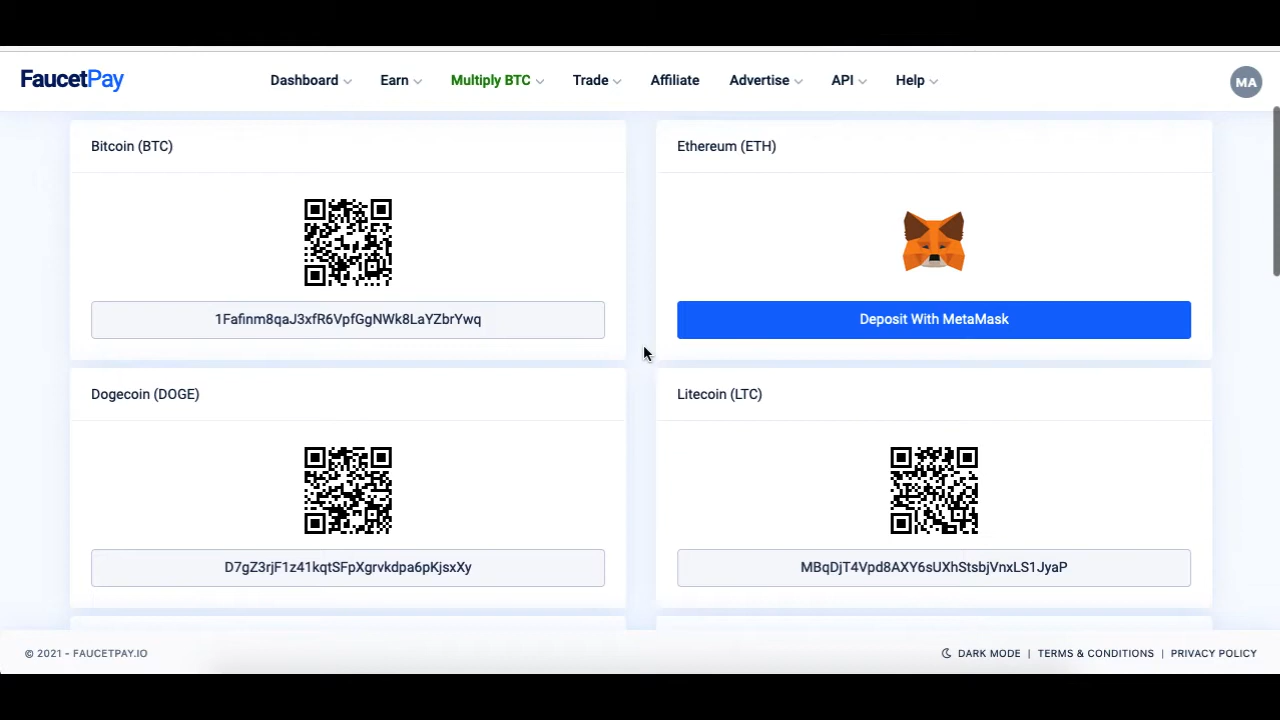 FaucetPay
Dashboard Earn Multiply BTC Trade Affiliate Advertise API Help MA
Bitcoin (BTC)
Ethereum (ETH)
1Fafinm8qaJ3xfR6VpfGgNWk8LaYZbrYwq
Deposit With MetaMask
Dogecoin (DOGE)
Litecoin (LTC)
D7gZ3rjF1z41kqtSFpXgrvkdpa6pKjsxXy
MBqDjT4Vpd8AXY6sUXhStsbjVnxLS1JyaP
© 2021 - FAUCETPAY.IO
DARK MODE | TERMS & CONDITIONS | PRIVACY POLICY